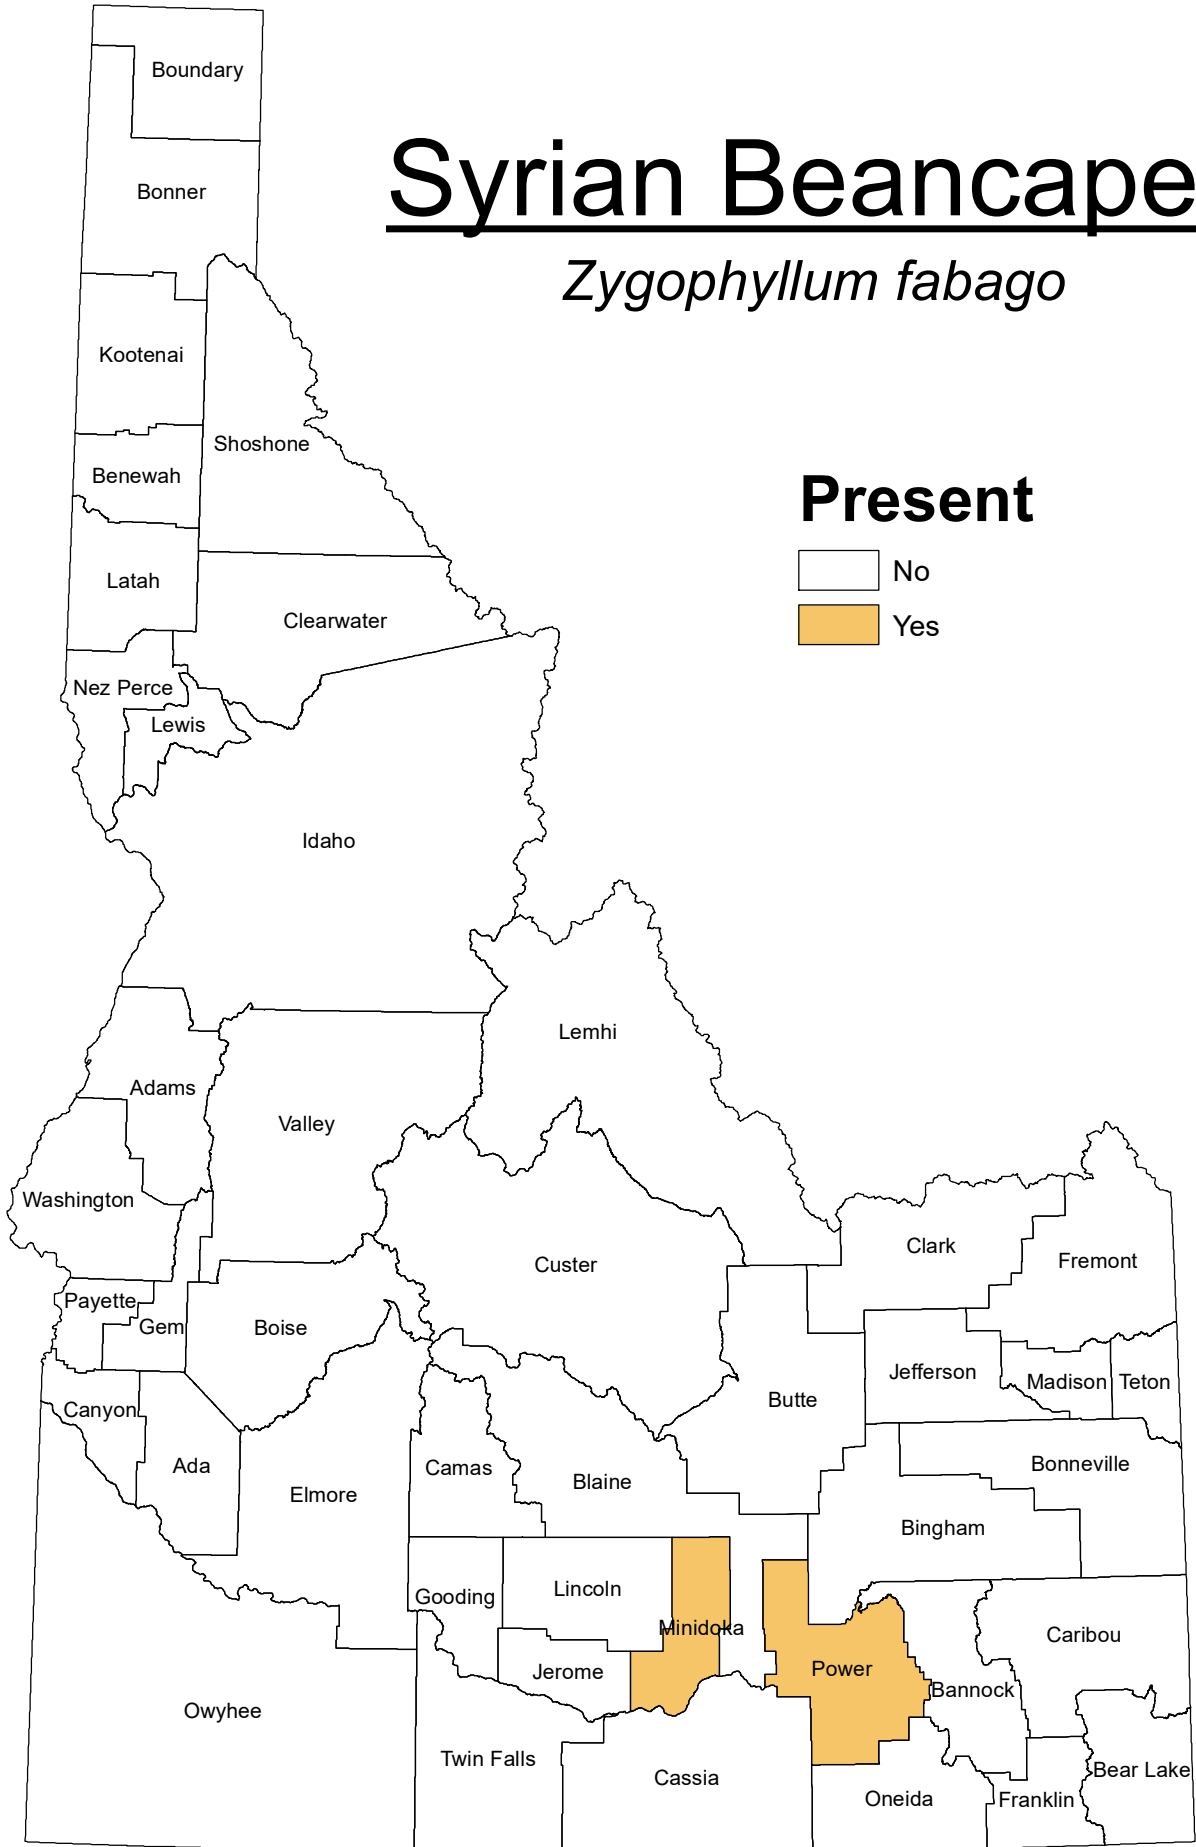 Boundary
Syrian Beancape
Bonner
Zygophyllum fabago
Kootenai
Shoshone
Benewah
Present
No
Latah
Clearwater
Yes
Nez Perce
Lewis
Idaho
Lemhi
Adams
Valley
Washington
Clark
Custer
Fremont
Payette
Gem
Boise
Jefferson
Madison
Teton
Butte
Canyon
Ada
Camas
Blaine
Bonneville
Elmore
Bingham
Lincoln
Gooding
Minidoka
Caribou
Jerome
Power
Bannock
Owyhee
Twin Falls
Cassia
Bear Lake
Oneida
Franklin